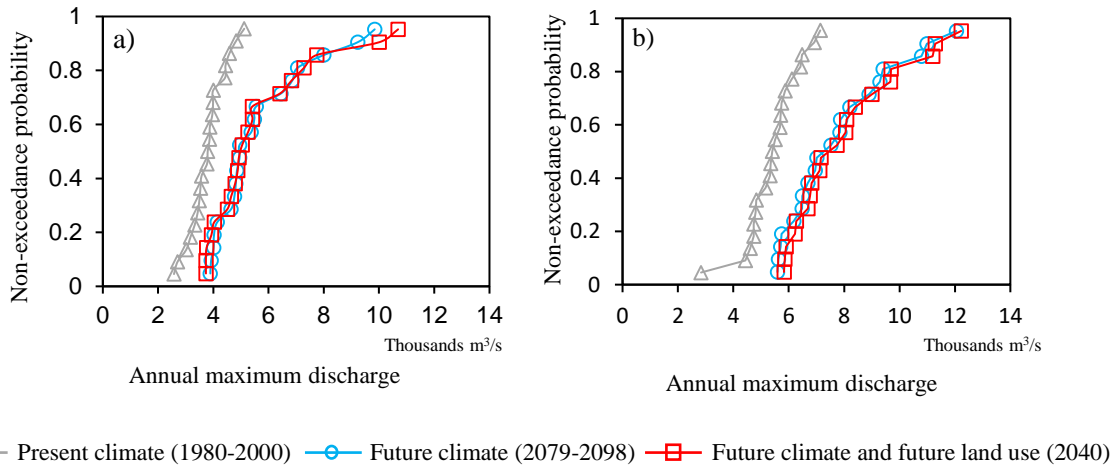 a)
Non-exceedance probability
1
0.8
0.6
0.4
0.2
0
0 2 4 6 8 10 12 14
Thousands m³/s
Annual maximum discharge
b)
Non-exceedance probability
1
0.8
0.6
0.4
0.2
0
0 2 4 6 8 10 12 14
Thousands m³/s
Annual maximum discharge
Present climate (1980-2000) Future climate (2079-2098) Future climate and future land use (2040)